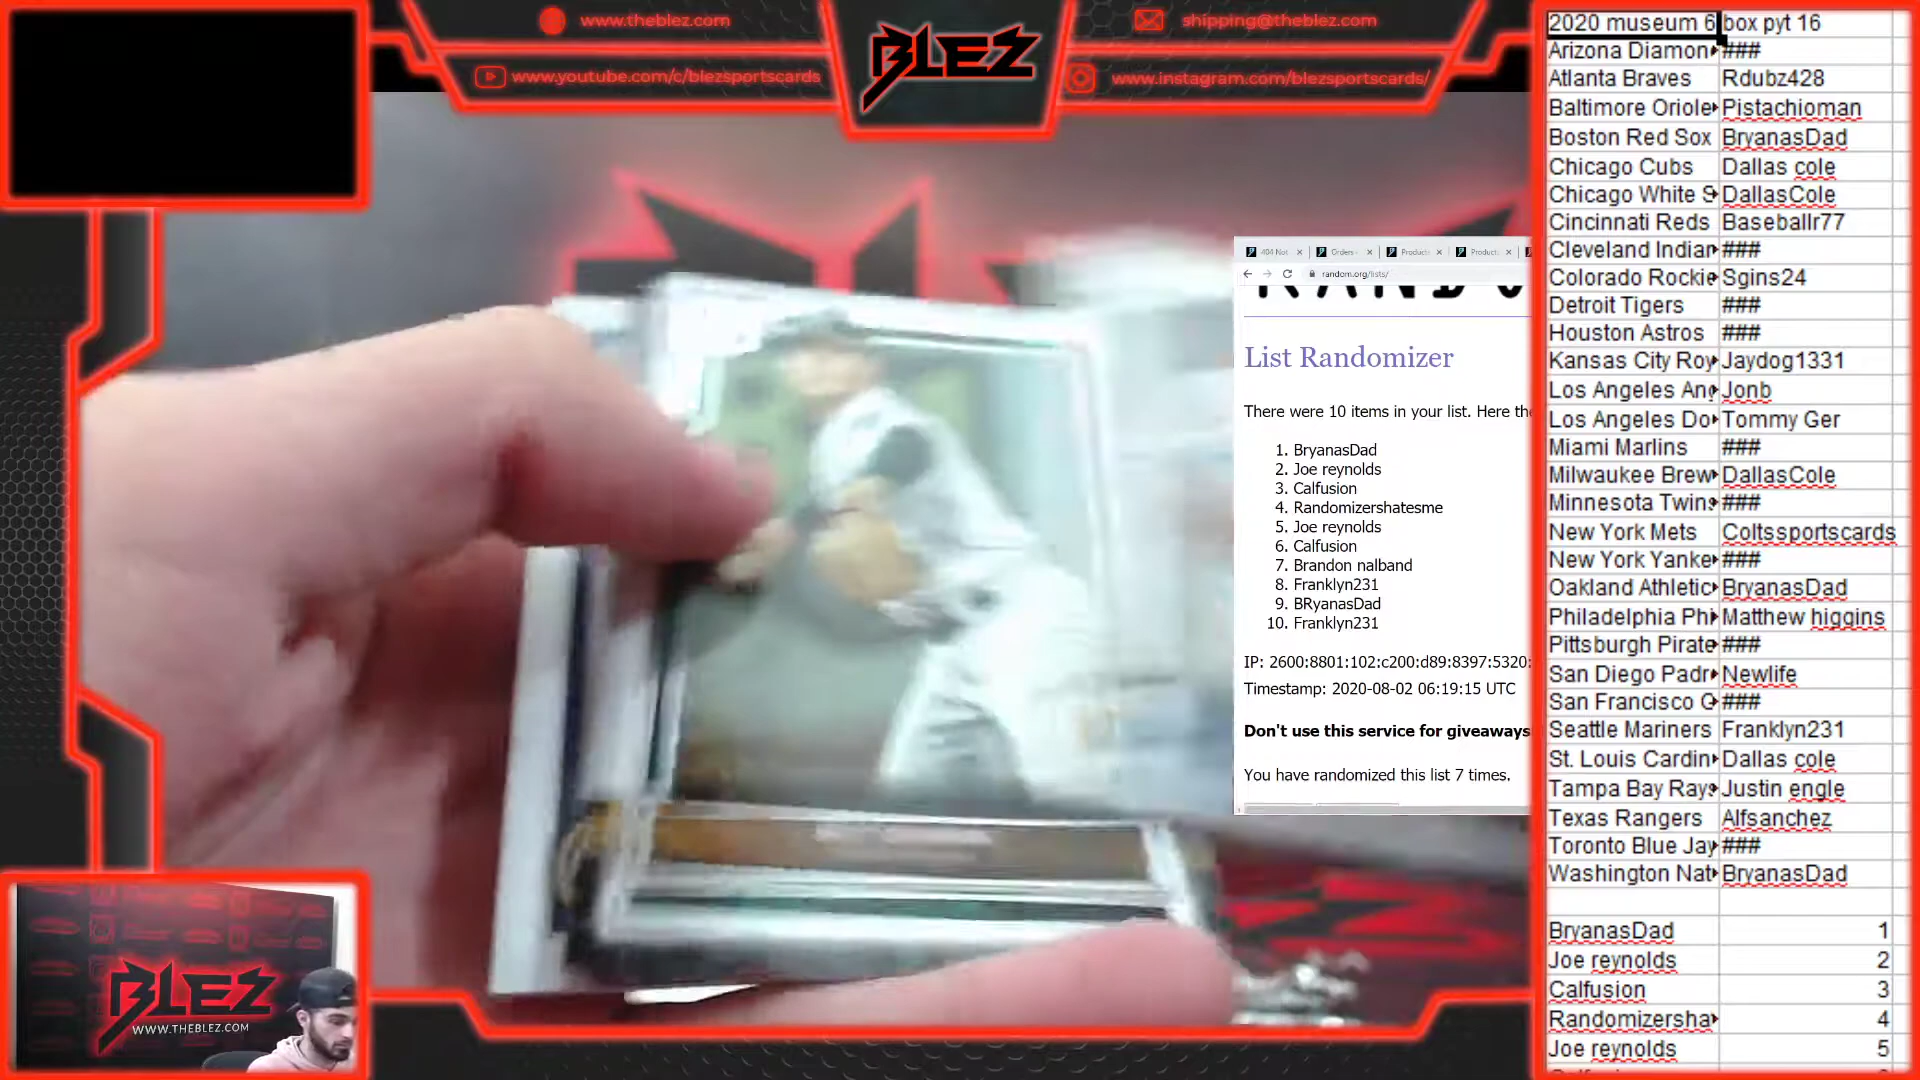 www.theblez.com
www.youtube.com/c/blezsportscards
BLEZ
shipping@theblez.com
www.instagram.com/blezsportscards/
404 Not
Orders -
Products
Products
random.org/lists/
List Randomizer
There were 10 items in your list. Here the
1. BryanasDad
2. Joe reynolds
3. Calfusion
4. Randomizershatesme
5. Joe reynolds
6. Calfusion
7. Brandon nalband
8. Franklyn231
9. BRyanasDad
10. Franklyn231
IP: 2600:8801:102:c200:d89:8397:5320:
Timestamp: 2020-08-02 06:19:15 UTC
Don't use this service for giveaways
You have randomized this list 7 times.
2020 museum 6 box pyt 16
Arizona Diamon ###
Atlanta Braves Rdubz428
Baltimore Oriole Pistachioman
Boston Red Sox BryanasDad
Chicago Cubs Dallas cole
Chicago White S DallasCole
Cincinnati Reds Baseballr77
Cleveland Indian ###
Colorado Rockie Sgins24
Detroit Tigers ###
Houston Astros ###
Kansas City Roy Jaydog1331
Los Angeles Ang Jonb
Los Angeles Do Tommy Ger
Miami Marlins ###
Milwaukee Brew DallasCole
Minnesota Twins ###
New York Mets Coltssportscards
New York Yanke ###
Oakland Athletic BryanasDad
Philadelphia Phi Matthew higgins
Pittsburgh Pirate ###
San Diego Padr Newlife
San Francisco G ###
Seattle Mariners Franklyn231
St. Louis Cardin Dallas cole
Tampa Bay Rays Justin engle
Texas Rangers Alfsanchez
Toronto Blue Jay ###
Washington Nat BryanasDad
BryanasDad 1
Joe reynolds 2
Calfusion 3
Randomizersha 4
Joe reynolds 5
BLEZ
WWW.THEBLEZ.COM